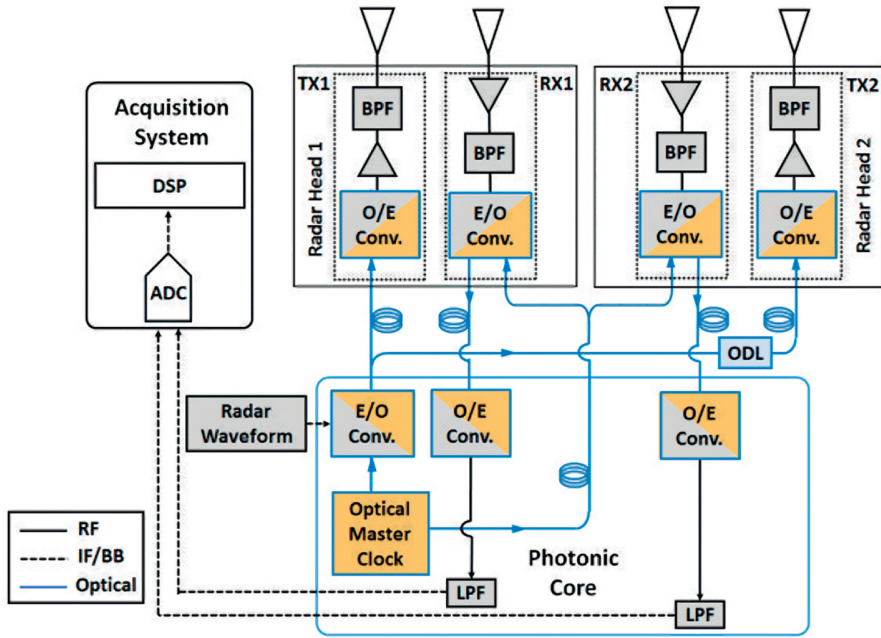 Acquisition
System
DSP
ADC
TX1
BPF
O/E
Conv.
Radar Head 1
RX1
BPF
E/O
Conv.
RX2
BPF
E/O
Conv.
TX2
BPF
O/E
Conv.
Radar Head 2
ODL
Radar
Waveform
E/O
Conv.
O/E
Conv.
O/E
Conv.
Optical
Master
Clock
LPF
LPF
Photonic
Core
RF
IF/BB
Optical